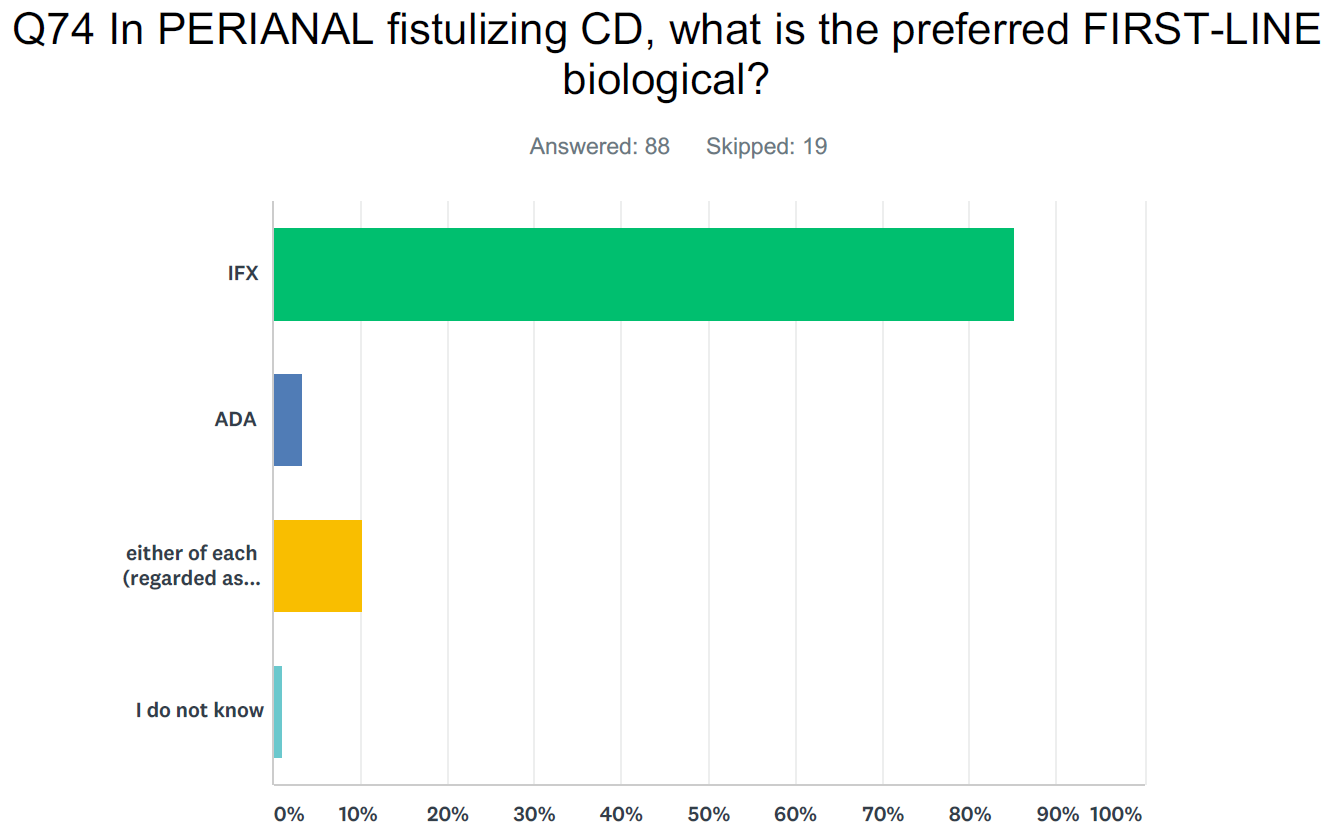 Q74 In PERIANAL fistulizing CD, what is the preferred FIRST-LINE
biological?
Answered: 88 Skipped: 19
IFX
ADA
either of each
(regarded as...
I do not know
0% 10% 20% 30% 40% 50% 60% 70% 80% 90% 100%